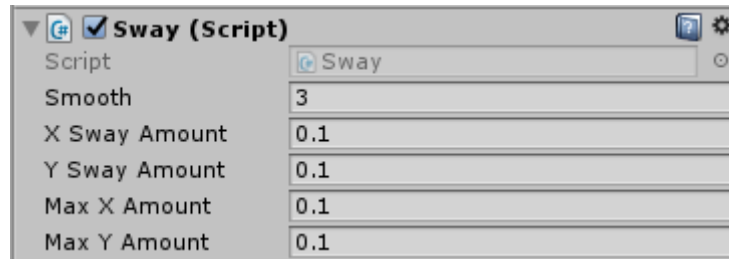 Sway (Script)
Script Sway
Smooth 3
X Sway Amount 0.1
Y Sway Amount 0.1
Max X Amount 0.1
Max Y Amount 0.1